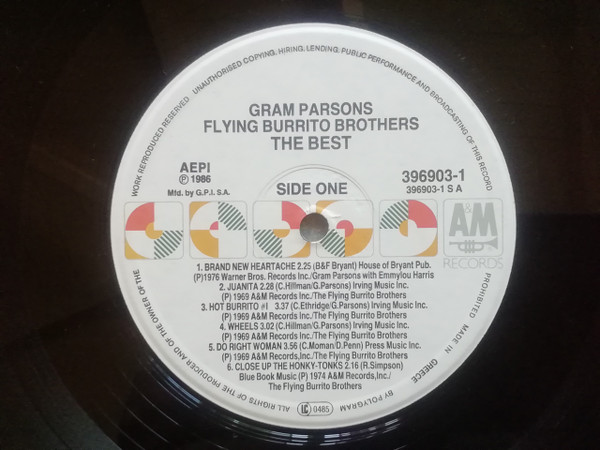 WORK REPRODUCED RESERVED UNAUTHORISED COPYING, HIRING, LENDING, PUBLIC PERFORMANCE AND BROADCASTING OF THIS RECORD
PROHIBITED MADE IN GREECE BY POLYGRAM
ALL RIGHTS OF THE PRODUCER AND OF THE OWNER OF THE
GRAM PARSONS
FLYING BURRITO BROTHERS
THE BEST
AEPI
Ⓟ 1986
Mfd. by G.P.I. S.A.
SIDE ONE
396903-1
396903-1 S A
A&M
RECORDS
1. BRAND NEW HEARTACHE 2.25 (B&F Bryant) House of Bryant Pub.
(P)1976 Warner Bros. Records Inc./Gram Parsons with Emmylou Harris
2. JUANITA 2.28 (C.Hillman/G.Parsons) Irving Music Inc.
(P) 1969 A&M Records Inc./The Flying Burrito Brothers
3. HOT BURRITO #1 3.37 (C.Ethridge/G.Parsons) Irving Music Inc.
(P) 1969 A&M Records Inc./The Flying Burrito Brothers
4. WHEELS 3.02 (C.Hillman/G.Parsons) Irving Music Inc.
(P) 1969 A&M Records Inc./The Flying Burrito Brothers
5. DO RIGHT WOMAN 3.56 (C.Moman/D.Penn) Press Music Inc.
(P) 1969 A&M Records Inc./The Flying Burrito Brothers
6. CLOSE UP THE HONKY-TONKS 2.16 (R.Simpson)
Blue Book Music (P) 1974 A&M Records,Inc./
The Flying Burrito Brothers
LC 0485